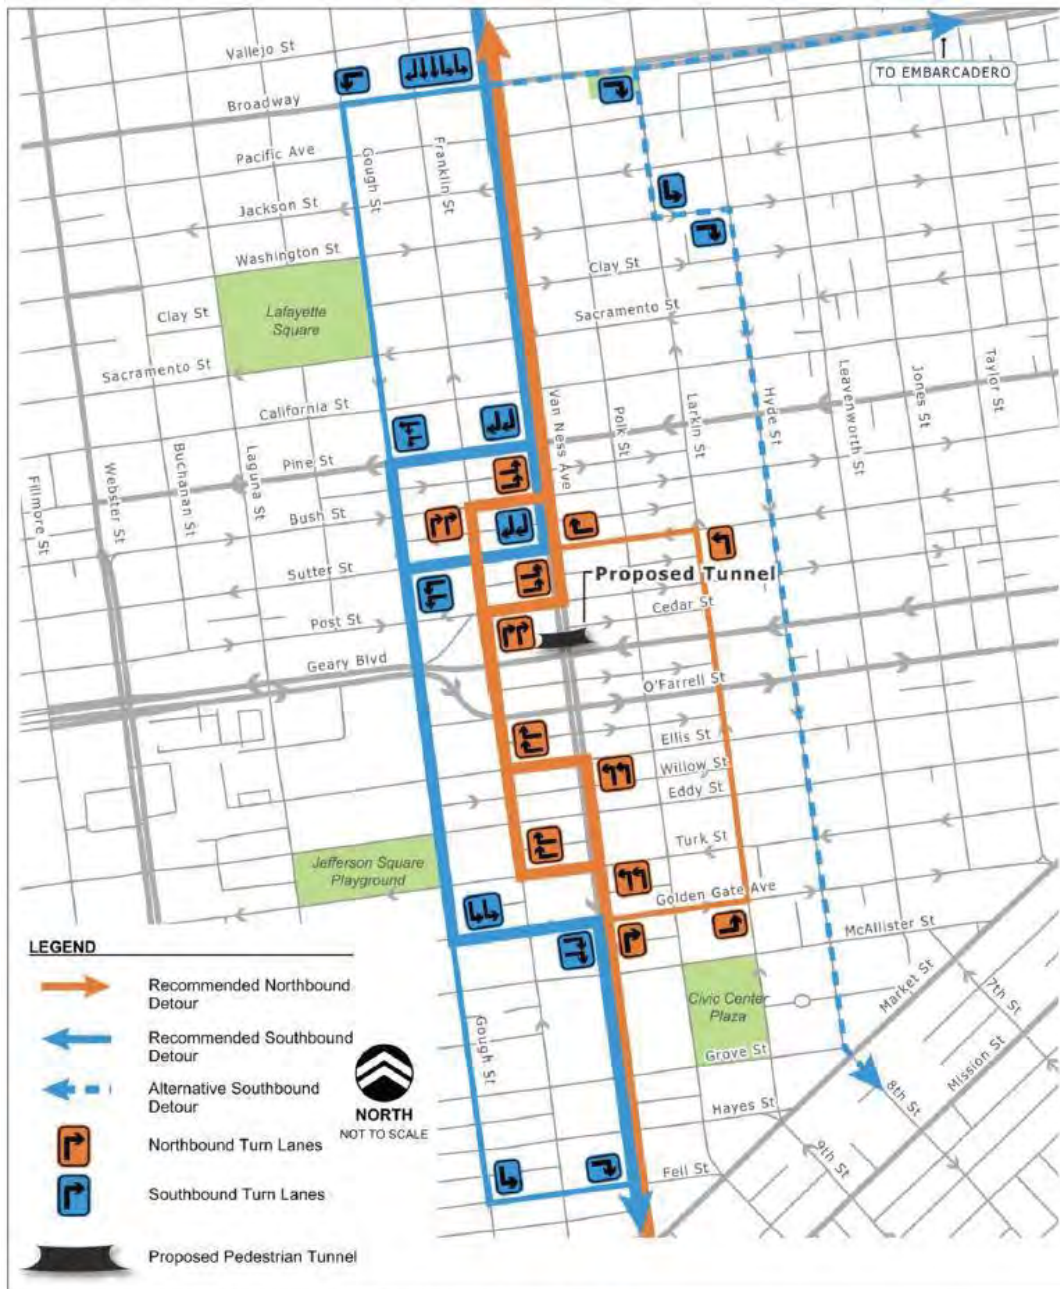 Vallejo St
Broadway
TO EMBARCADERO
Pacific Ave
Gough St
Franklin St
Jackson St
Washington St
Clay St
Clay St
Lafayette
Square
Sacramento St
Sacramento St
California St
Van Ness Ave
Polk St
Larkin St
Hyde St
Leavenworth St
Jones St
Taylor St
Pine St
Fillmore St
Webster St
Buchanan St
Laguna St
Bush St
Sutter St
Proposed Tunnel
Post St
Cedar St
Geary Blvd
O'Farrell St
Ellis St
Willow St
Eddy St
Turk St
Jefferson Square
Playground
Golden Gate Ave
McAllister St
Market St
7th St
Mission St
Civic Center
Plaza
Grove St
Gough St
Hayes St
8th St
9th St
Fell St
LEGEND
Recommended Northbound
Detour
Recommended Southbound
Detour
Alternative Southbound
Detour
NORTH
NOT TO SCALE
Northbound Turn Lanes
Southbound Turn Lanes
Proposed Pedestrian Tunnel